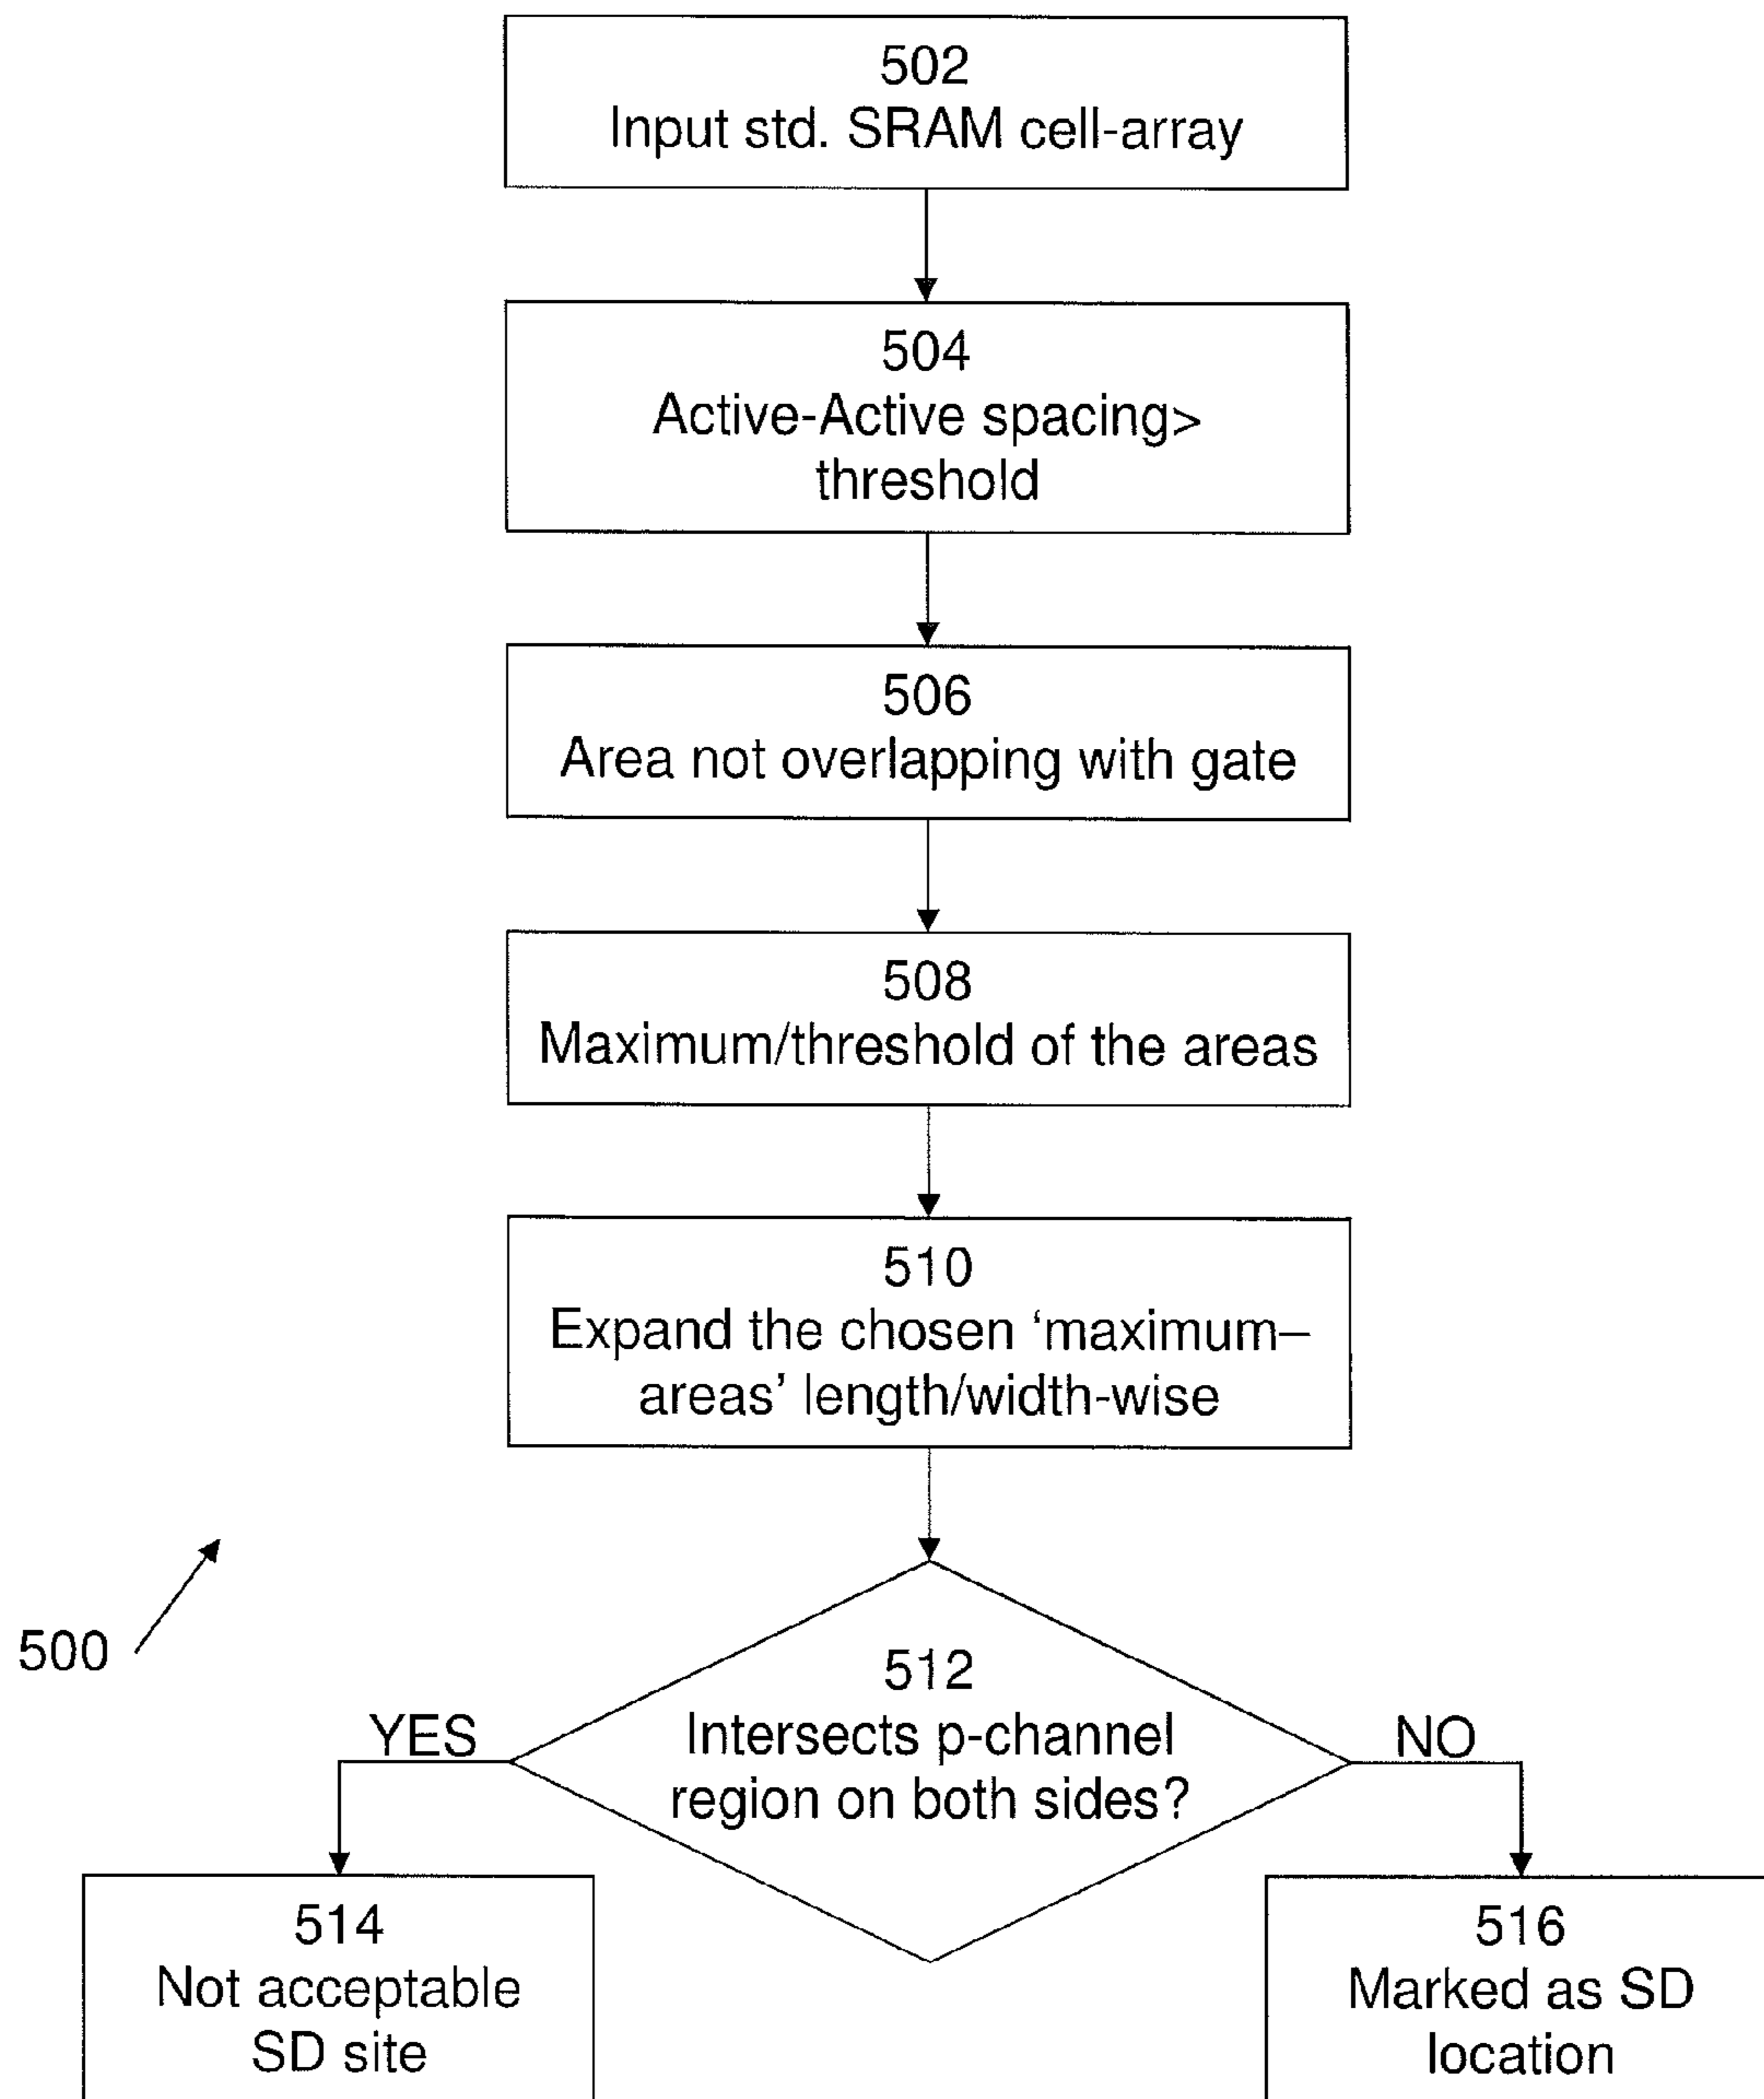 502
Input std. SRAM cell-array
504
Active-Active spacing>
threshold
506
Area not overlapping with gate
508
Maximum/threshold of the areas
510
Expand the chosen ‘maximum–
areas’ length/width-wise
500
512
Intersects p-channel
region on both sides?
YES
NO
514
Not acceptable
SD site
516
Marked as SD
location